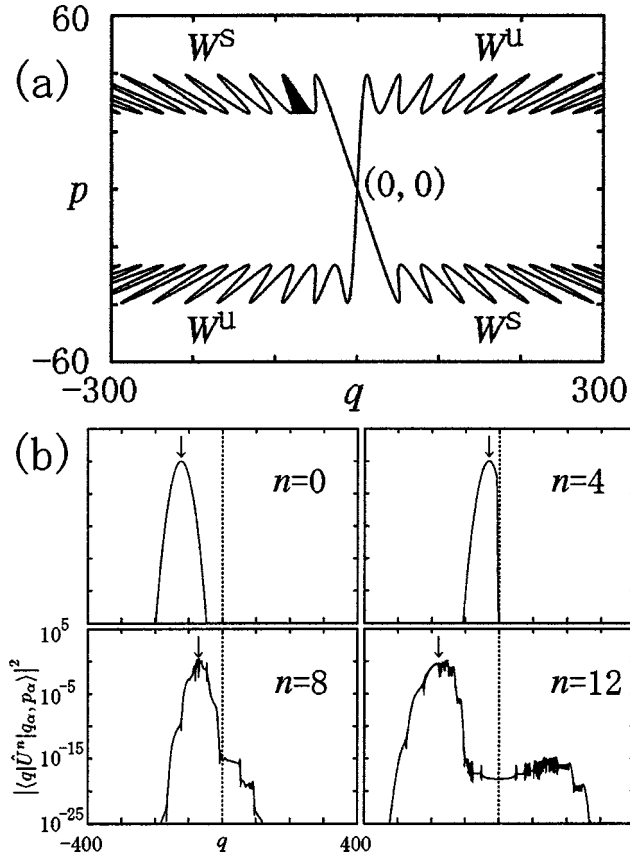 (a)
60
W^s W^u
p
(0,0)
W^u W^s
-60
-300 q 300
(b)
n=0 n=4
|⟨q|Û^n|q_α, p_α⟩|^2
10^5
10^-5
10^-15
10^-25
n=8 n=12
-400 q 400